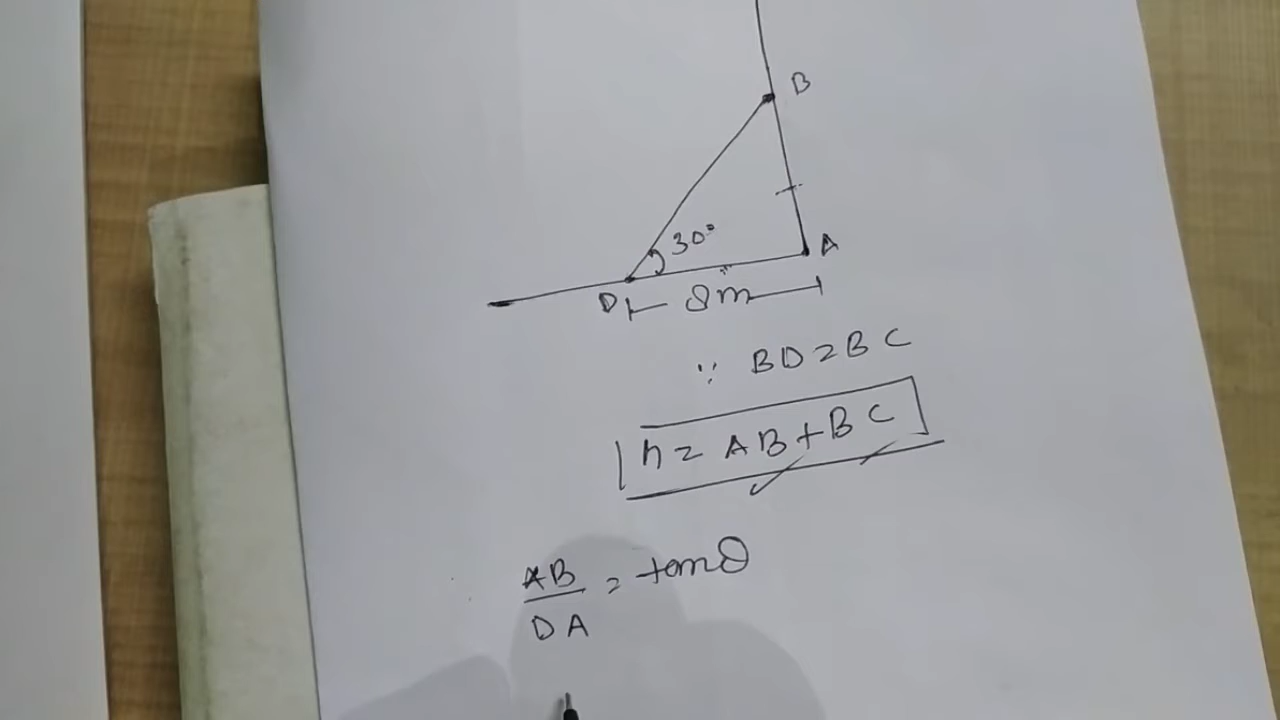 B
30°
A
D 8m
∵ BD = BC
h = AB + BC
AB/DA = tanθ